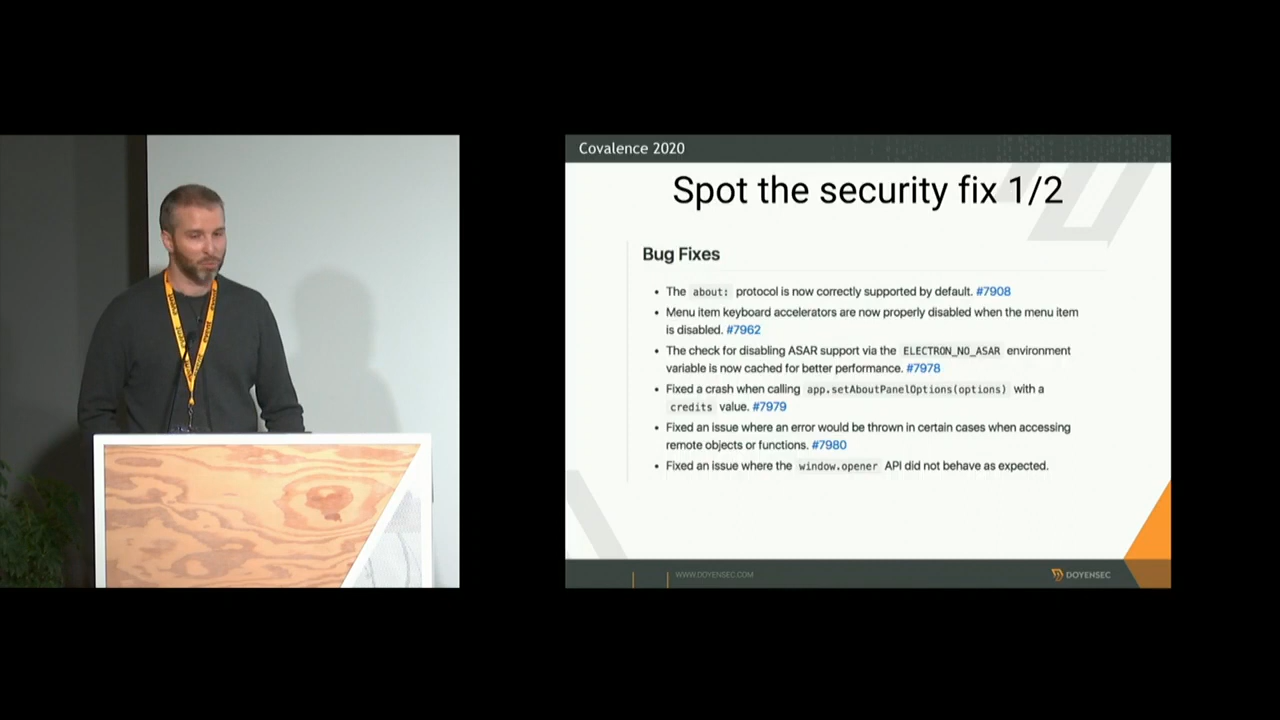 Covalence 2020
Spot the security fix 1/2
Bug Fixes
• The about: protocol is now correctly supported by default. #7908
• Menu item keyboard accelerators are now properly disabled when the menu item
is disabled. #7962
• The check for disabling ASAR support via the ELECTRON_NO_ASAR environment
variable is now cached for better performance. #7978
• Fixed a crash when calling app.setAboutPanelOptions(options) with a
credits value. #7979
• Fixed an issue where an error would be thrown in certain cases when accessing
remote objects or functions. #7980
• Fixed an issue where the window.opener API did not behave as expected.
WWW.DOYENSEC.COM
DOYENSEC